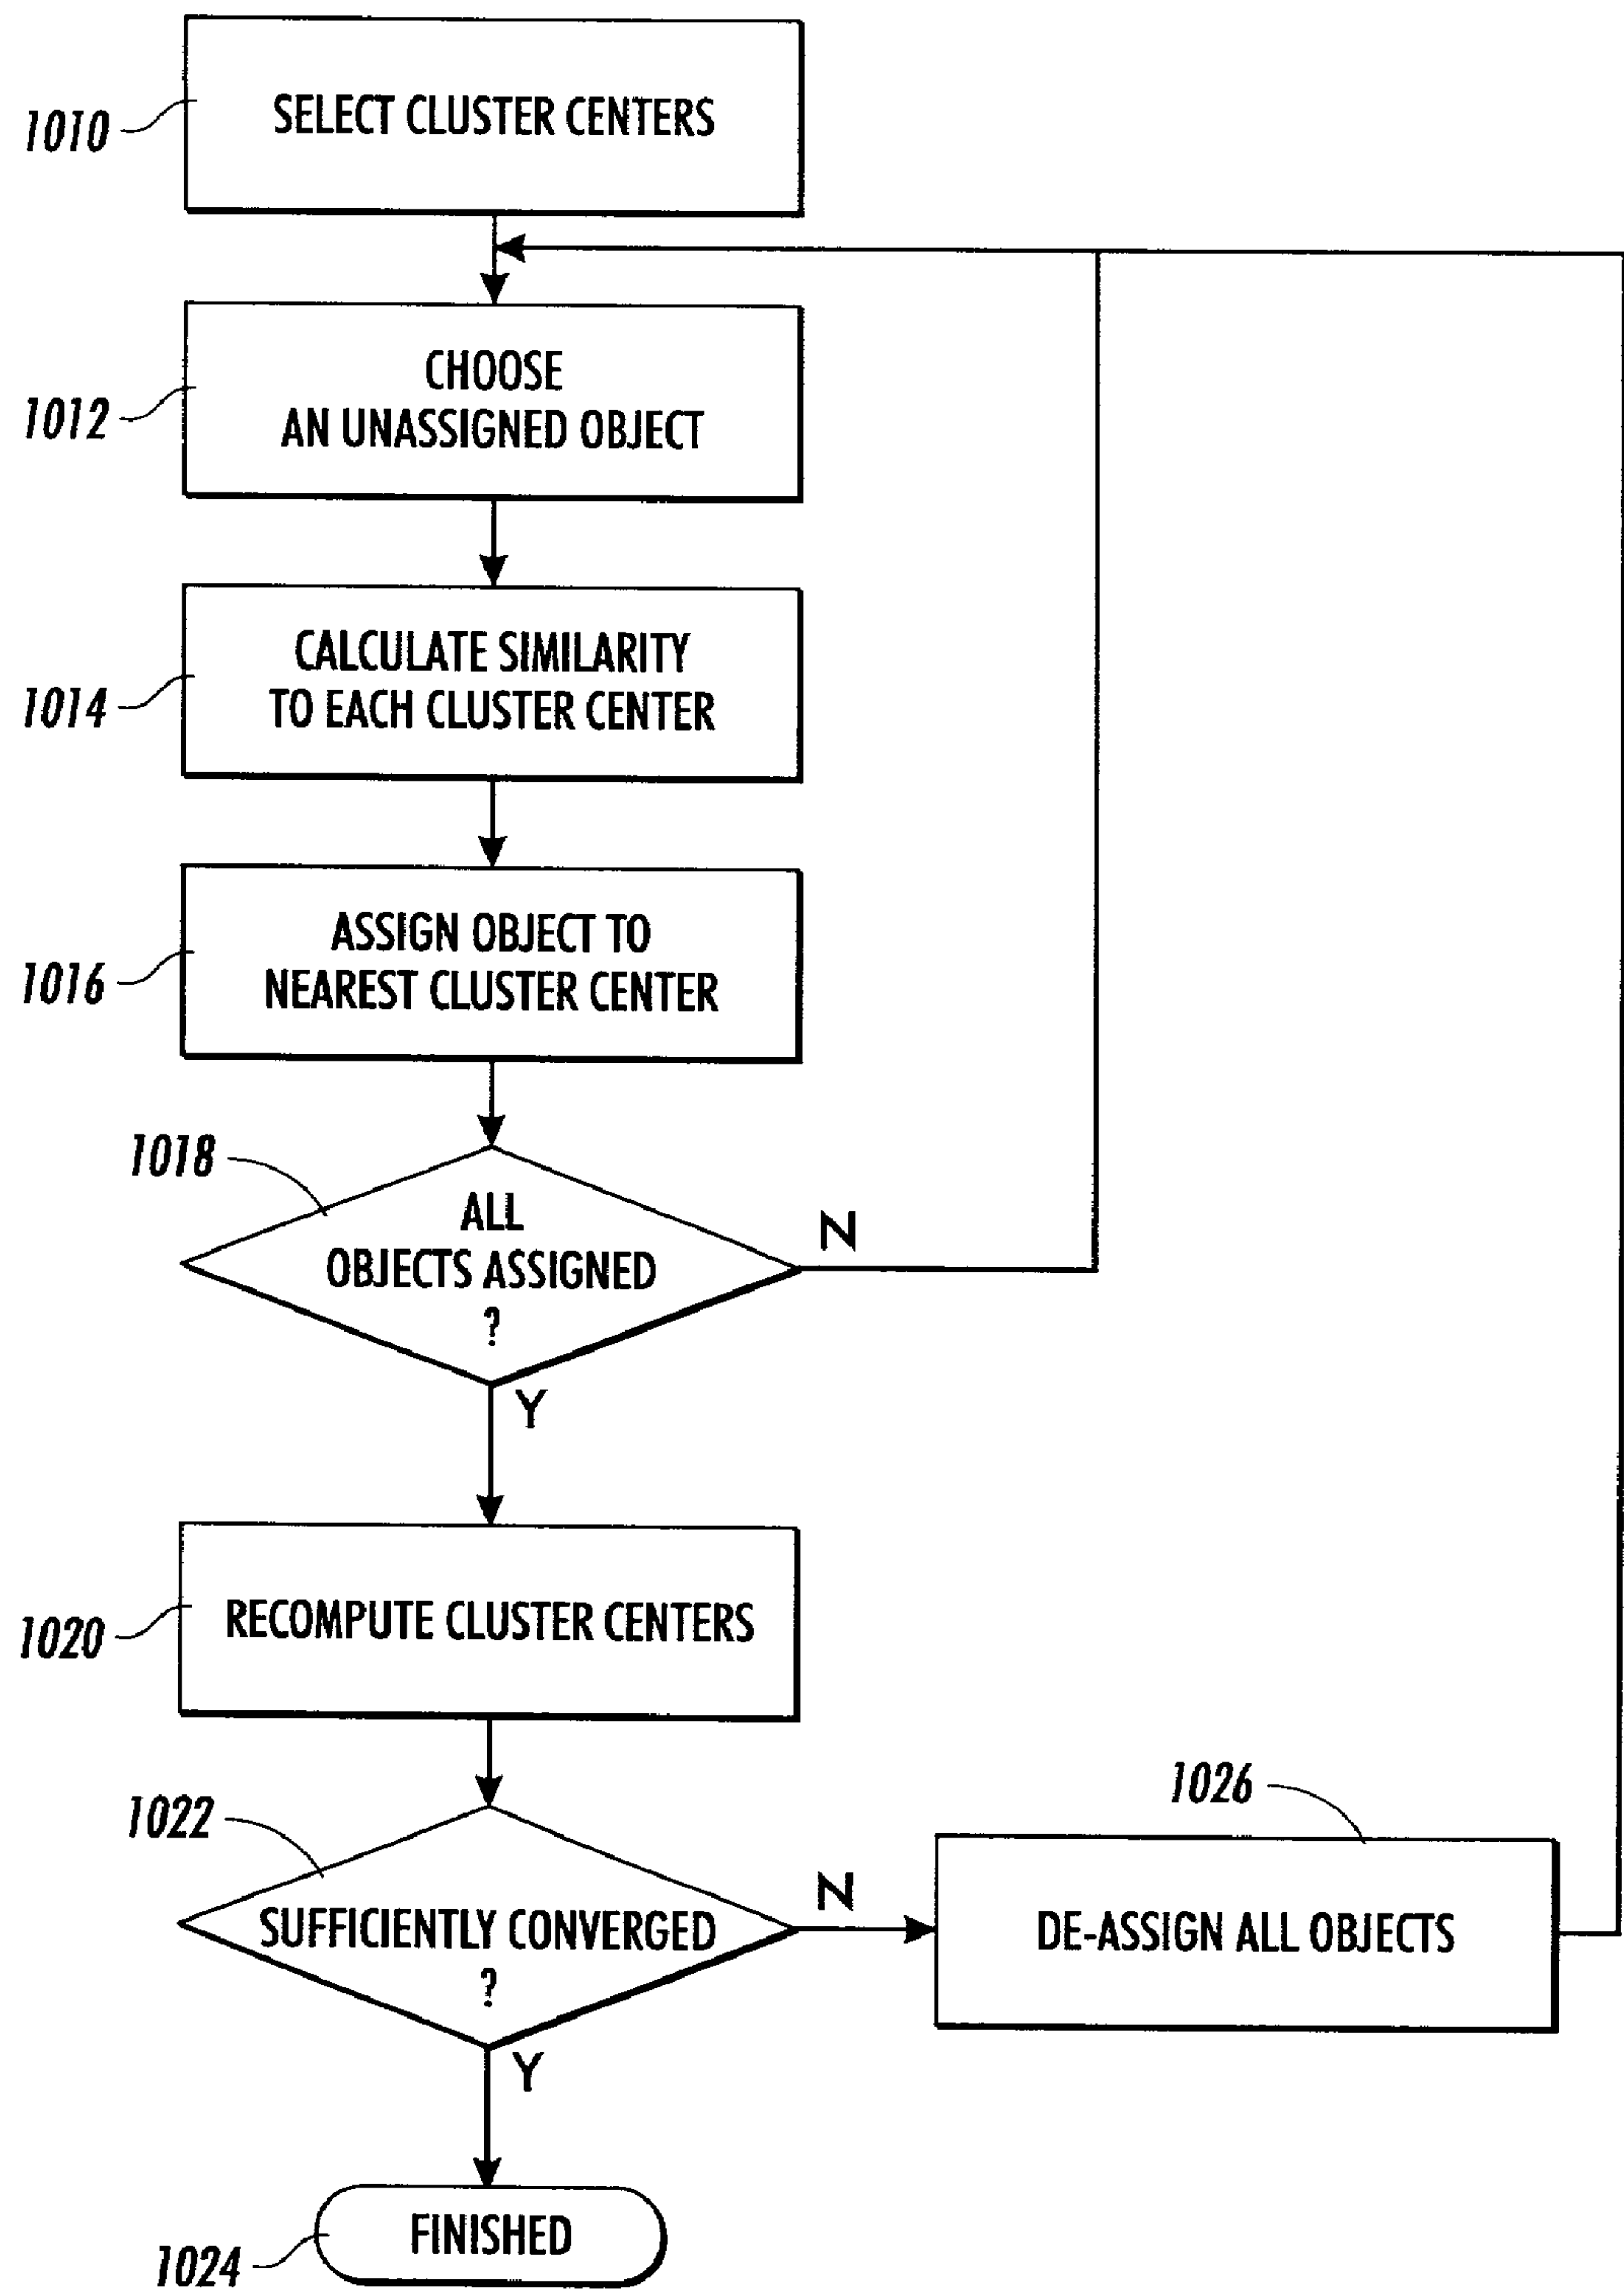 SELECT CLUSTER CENTERS
1010
CHOOSE
AN UNASSIGNED OBJECT
1012
CALCULATE SIMILARITY
TO EACH CLUSTER CENTER
1014
ASSIGN OBJECT TO
NEAREST CLUSTER CENTER
1016
1018
ALL
OBJECTS ASSIGNED
?
N
Y
RECOMPUTE CLUSTER CENTERS
1020
1022
SUFFICIENTLY CONVERGED
?
N
1026
DE-ASSIGN ALL OBJECTS
Y
FINISHED
1024